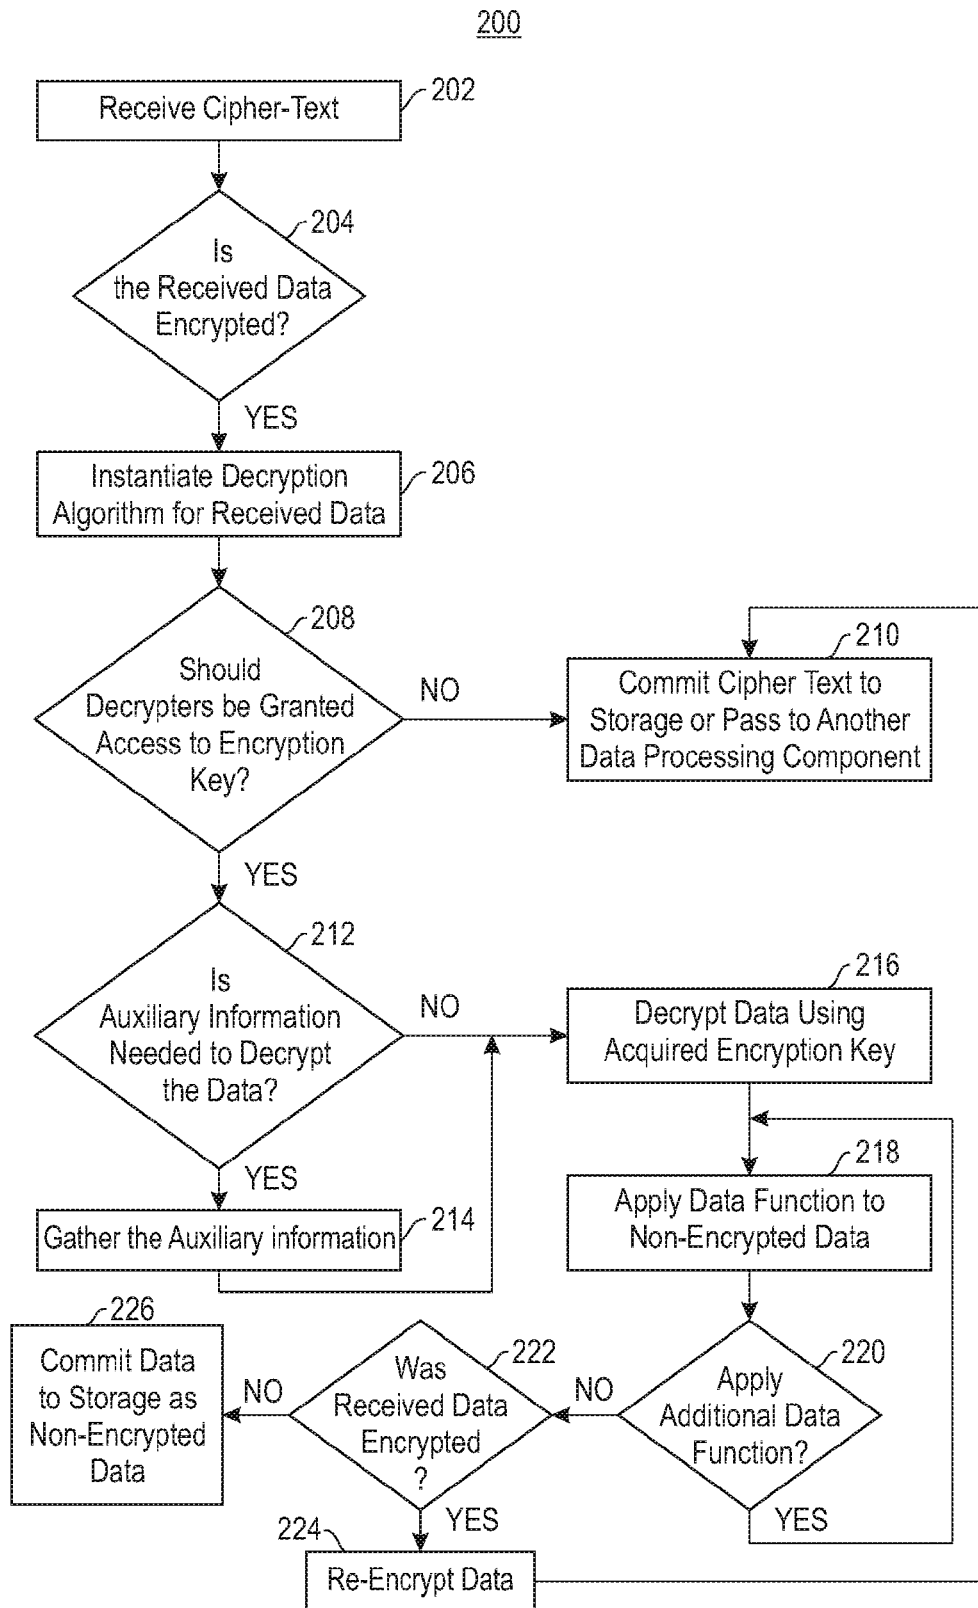 200
Receive Cipher-Text
202
204
Is
the Received Data
Encrypted?
YES
Instantiate Decryption
Algorithm for Received Data
206
208
Should
Decrypters be Granted
Access to Encryption
Key?
NO
210
Commit Cipher Text to
Storage or Pass to Another
Data Processing Component
YES
212
Is
Auxiliary Information
Needed to Decrypt
the Data?
NO
216
Decrypt Data Using
Acquired Encryption Key
YES
Gather the Auxiliary information
214
218
Apply Data Function to
Non-Encrypted Data
226
Commit Data
to Storage as
Non-Encrypted
Data
NO
222
Was
Received Data
Encrypted
?
NO
220
Apply
Additional Data
Function?
YES
YES
224
Re-Encrypt Data